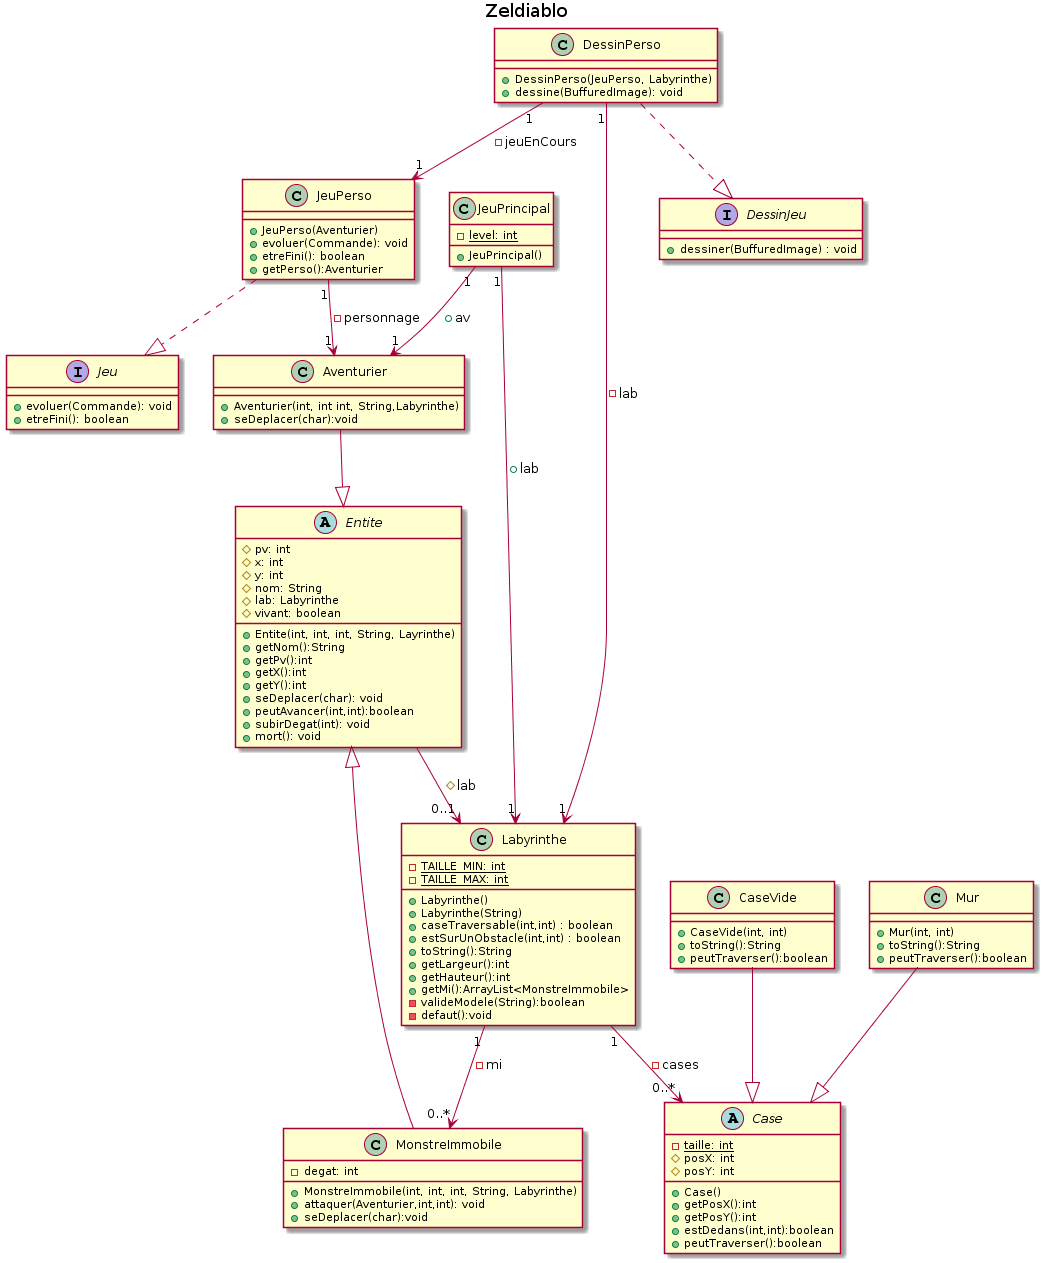 Zeldiablo
C DessinPerso
DessinPerso(JeuPerso, Labyrinthe)
dessine(BuffuredImage): void
1
1
jeuEnCours
1
C JeuPerso
JeuPerso(Aventurier)
evoluer(Commande): void
etreFini(): boolean
getPerso():Aventurier
C JeuPrincipal
level: int
JeuPrincipal()
I DessinJeu
dessiner(BuffuredImage) : void
1
1
1
personnage
av
1
1
I Jeu
evoluer(Commande): void
etreFini(): boolean
C Aventurier
Aventurier(int, int int, String,Labyrinthe)
seDeplacer(char):void
lab
lab
A Entite
pv: int
x: int
y: int
nom: String
lab: Labyrinthe
vivant: boolean
Entite(int, int, int, String, Layrinthe)
getNom():String
getPv():int
getX():int
getY():int
seDeplacer(char): void
peutAvancer(int,int):boolean
subirDegat(int): void
mort(): void
lab
0..1
1
1
C Labyrinthe
TAILLE_MIN: int
TAILLE_MAX: int
Labyrinthe()
Labyrinthe(String)
caseTraversable(int,int) : boolean
estSurUnObstacle(int,int) : boolean
toString():String
getLargeur():int
getHauteur():int
getMi():ArrayList<MonstreImmobile>
valideModele(String):boolean
defaut():void
C CaseVide
CaseVide(int, int)
toString():String
peutTraverser():boolean
C Mur
Mur(int, int)
toString():String
peutTraverser():boolean
1
1
mi
cases
0..*
0..*
C MonstreImmobile
degat: int
MonstreImmobile(int, int, int, String, Labyrinthe)
attaquer(Aventurier,int,int): void
seDeplacer(char):void
A Case
taille: int
posX: int
posY: int
Case()
getPosX():int
getPosY():int
estDedans(int,int):boolean
peutTraverser():boolean